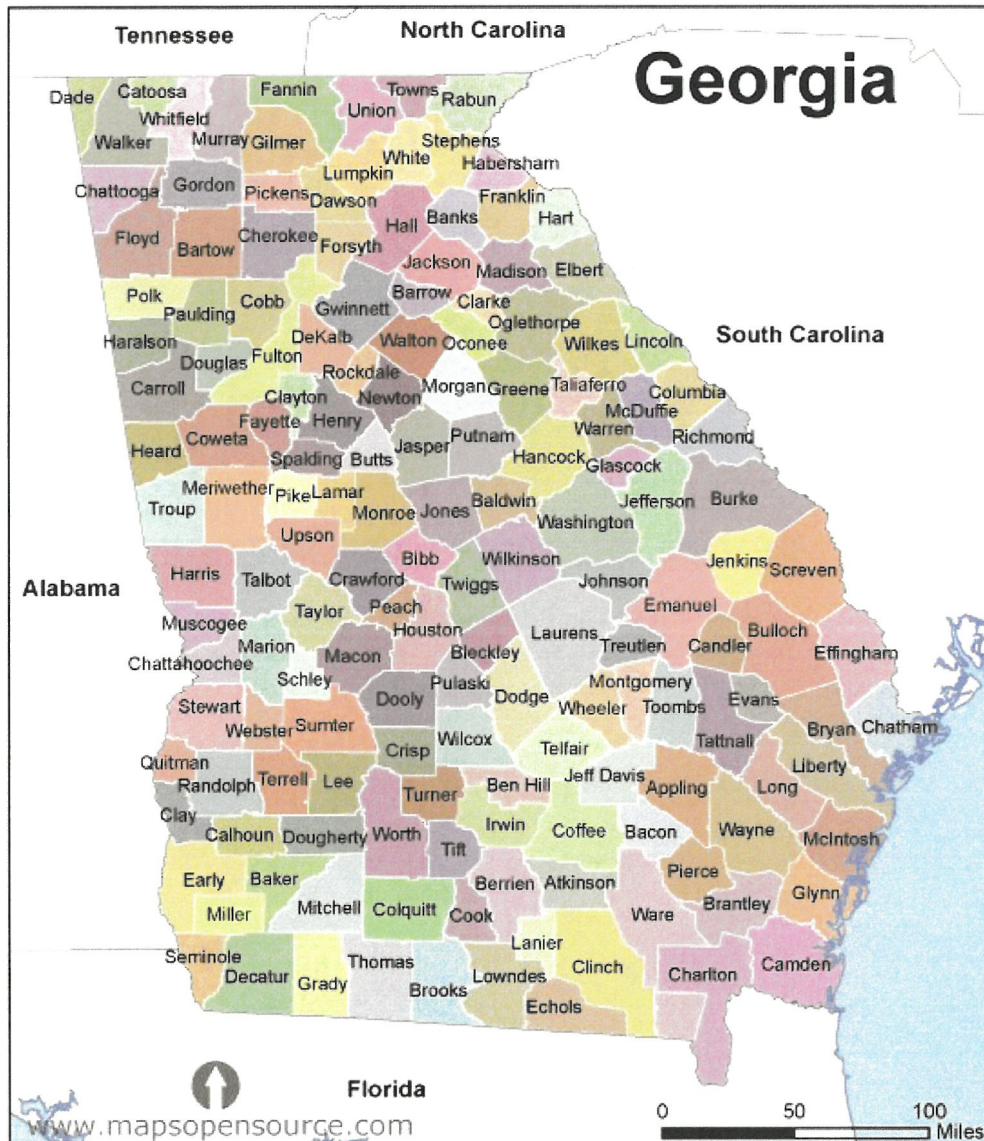 Tennessee
North Carolina
Georgia
Dade
Catoosa
Fannin
Towns
Union
Rabun
Whitfield
Walker
Murray
Gilmer
Stephens
White
Lumpkin
Habersham
Chattooga
Gordon
Pickens
Dawson
Franklin
Hall
Banks
Hart
Floyd
Bartow
Cherokee
Forsyth
Jackson
Madison
Elbert
Polk
Paulding
Cobb
Gwinnett
Barrow
Clarke
Oglethorpe
South Carolina
Haralson
Douglas
Fulton
DeKalb
Walton
Oconee
Wilkes
Lincoln
Carroll
Rockdale
Clayton
Newton
Morgan
Greene
Taliaferro
Columbia
McDuffie
Warren
Richmond
Heard
Coweta
Fayette
Henry
Spalding
Butts
Jasper
Putnam
Hancock
Glascock
Troup
Meriwether
Pike
Lamar
Monroe
Jones
Baldwin
Washington
Jefferson
Burke
Upson
Bibb
Wilkinson
Jenkins
Screven
Alabama
Harris
Talbot
Crawford
Twiggs
Johnson
Taylor
Peach
Emanuel
Muscogee
Marion
Houston
Laurens
Treutlen
Candler
Bulloch
Effingham
Chattahoochee
Schley
Macon
Bleckley
Pulaski
Dooly
Dodge
Montgomery
Wheeler
Toombs
Evans
Stewart
Webster
Sumter
Wilcox
Tattnall
Bryan
Chatham
Crisp
Telfair
Liberty
Quitman
Randolph
Terrell
Lee
Turner
Ben Hill
Jeff Davis
Appling
Long
Clay
Calhoun
Dougherty
Worth
Irwin
Coffee
Bacon
Wayne
McIntosh
Tift
Early
Baker
Miller
Mitchell
Colquitt
Cook
Berrien
Atkinson
Pierce
Ware
Brantley
Glynn
Lanier
Seminole
Decatur
Grady
Thomas
Brooks
Lowndes
Clinch
Echols
Charlton
Camden
Florida
www.mapsopensource.com
0 50 100
Miles